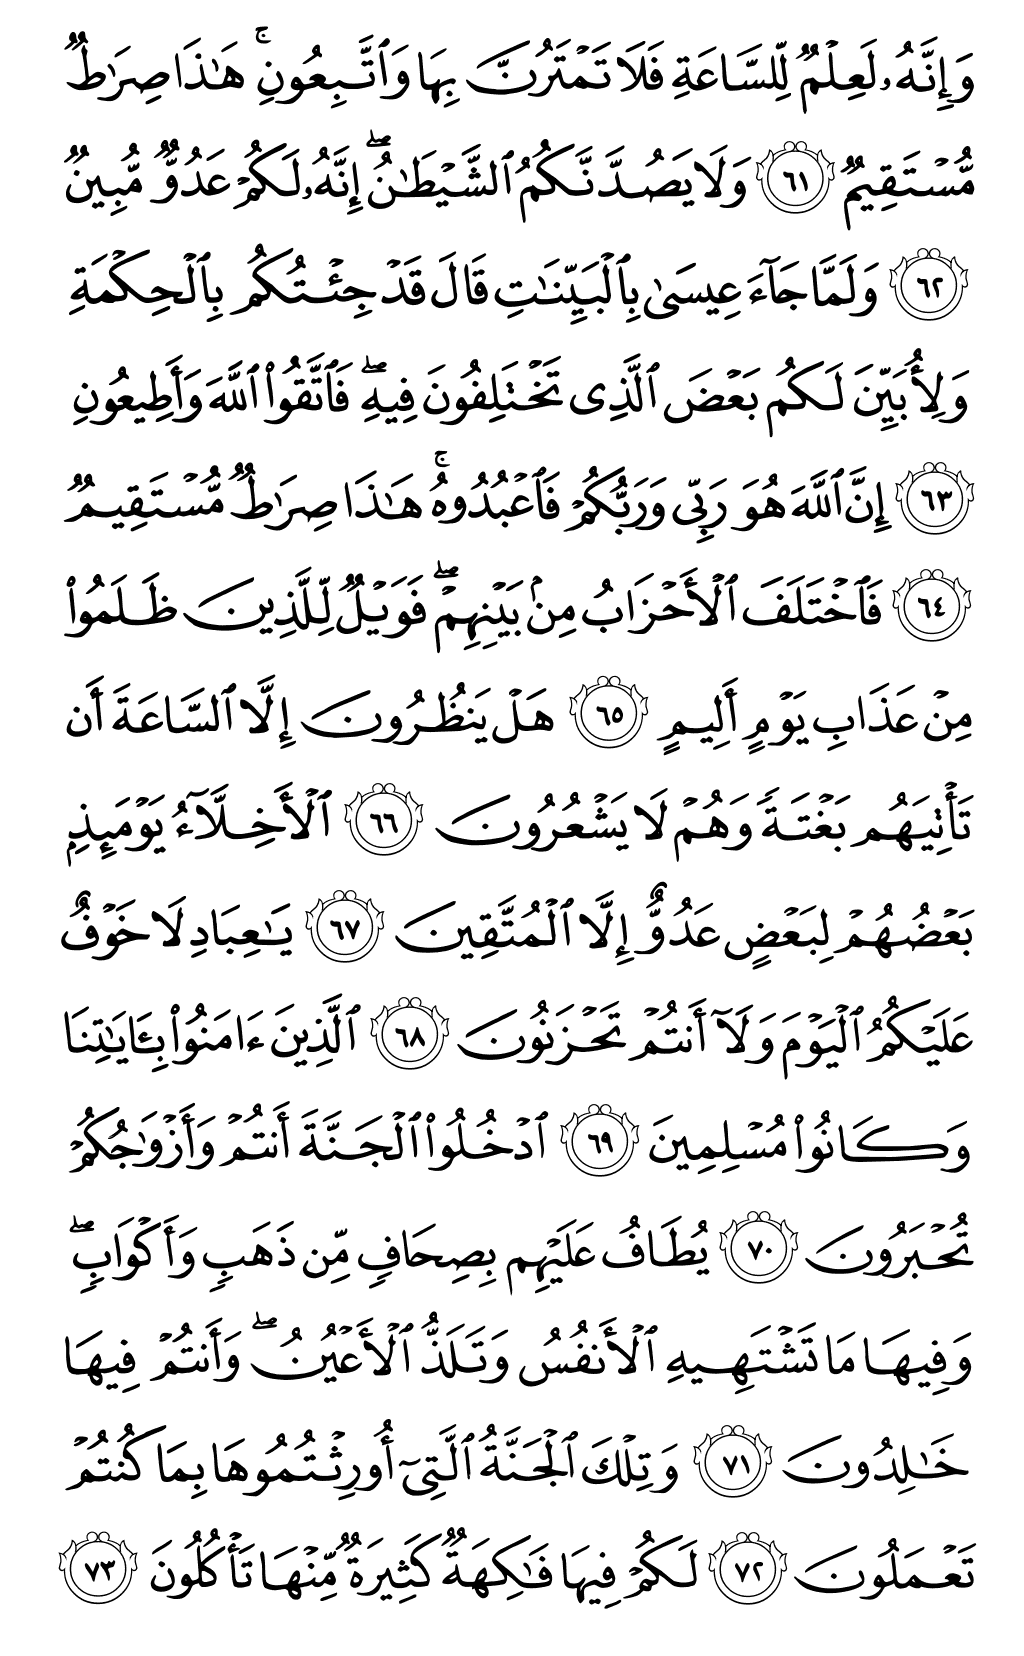 وَإِنَّهُۥ لَعِلۡمٌ لِّلسَّاعَةِ فَلَا تَمۡتَرُنَّ بِهَا وَٱتَّبِعُونِۚ هَٰذَا صِرَٰطٌ
مُّسۡتَقِيمٌ ٦١ وَلَا يَصُدَّنَّكُمُ ٱلشَّيۡطَٰنُۖ إِنَّهُۥ لَكُمۡ عَدُوٌّ مُّبِينٌ
٦٢ وَلَمَّا جَآءَ عِيسَىٰ بِٱلۡبَيِّنَٰتِ قَالَ قَدۡ جِئۡتُكُم بِٱلۡحِكۡمَةِ
وَلِأُبَيِّنَ لَكُم بَعۡضَ ٱلَّذِى تَخۡتَلِفُونَ فِيهِۖ فَٱتَّقُواْ ٱللَّهَ وَأَطِيعُونِ
٦٣ إِنَّ ٱللَّهَ هُوَ رَبِّى وَرَبُّكُمۡ فَٱعۡبُدُوهُۚ هَٰذَا صِرَٰطٌ مُّسۡتَقِيمٌ
٦٤ فَٱخۡتَلَفَ ٱلۡأَحۡزَابُ مِنۢ بَيۡنِهِمۡۖ فَوَيۡلٌ لِّلَّذِينَ ظَلَمُواْ
مِنۡ عَذَابِ يَوۡمٍ أَلِيمٍ ٦٥ هَلۡ يَنظُرُونَ إِلَّا ٱلسَّاعَةَ أَن
تَأۡتِيَهُم بَغۡتَةً وَهُمۡ لَا يَشۡعُرُونَ ٦٦ ٱلۡأَخِلَّآءُ يَوۡمَئِذِۭ
بَعۡضُهُمۡ لِبَعۡضٍ عَدُوٌّ إِلَّا ٱلۡمُتَّقِينَ ٦٧ يَٰعِبَادِ لَا خَوۡفٌ
عَلَيۡكُمُ ٱلۡيَوۡمَ وَلَآ أَنتُمۡ تَحۡزَنُونَ ٦٨ ٱلَّذِينَ ءَامَنُواْ بِـَٔايَٰتِنَا
وَكَانُواْ مُسۡلِمِينَ ٦٩ ٱدۡخُلُواْ ٱلۡجَنَّةَ أَنتُمۡ وَأَزۡوَٰجُكُمۡ
تُحۡبَرُونَ ٧٠ يُطَافُ عَلَيۡهِم بِصِحَافٍ مِّن ذَهَبٍ وَأَكۡوَابٍۖ
وَفِيهَا مَا تَشۡتَهِيهِ ٱلۡأَنفُسُ وَتَلَذُّ ٱلۡأَعۡيُنُۖ وَأَنتُمۡ فِيهَا
خَٰلِدُونَ ٧١ وَتِلۡكَ ٱلۡجَنَّةُ ٱلَّتِىٓ أُورِثۡتُمُوهَا بِمَا كُنتُمۡ
تَعۡمَلُونَ ٧٢ لَكُمۡ فِيهَا فَٰكِهَةٌ كَثِيرَةٌ مِّنۡهَا تَأۡكُلُونَ ٧٣